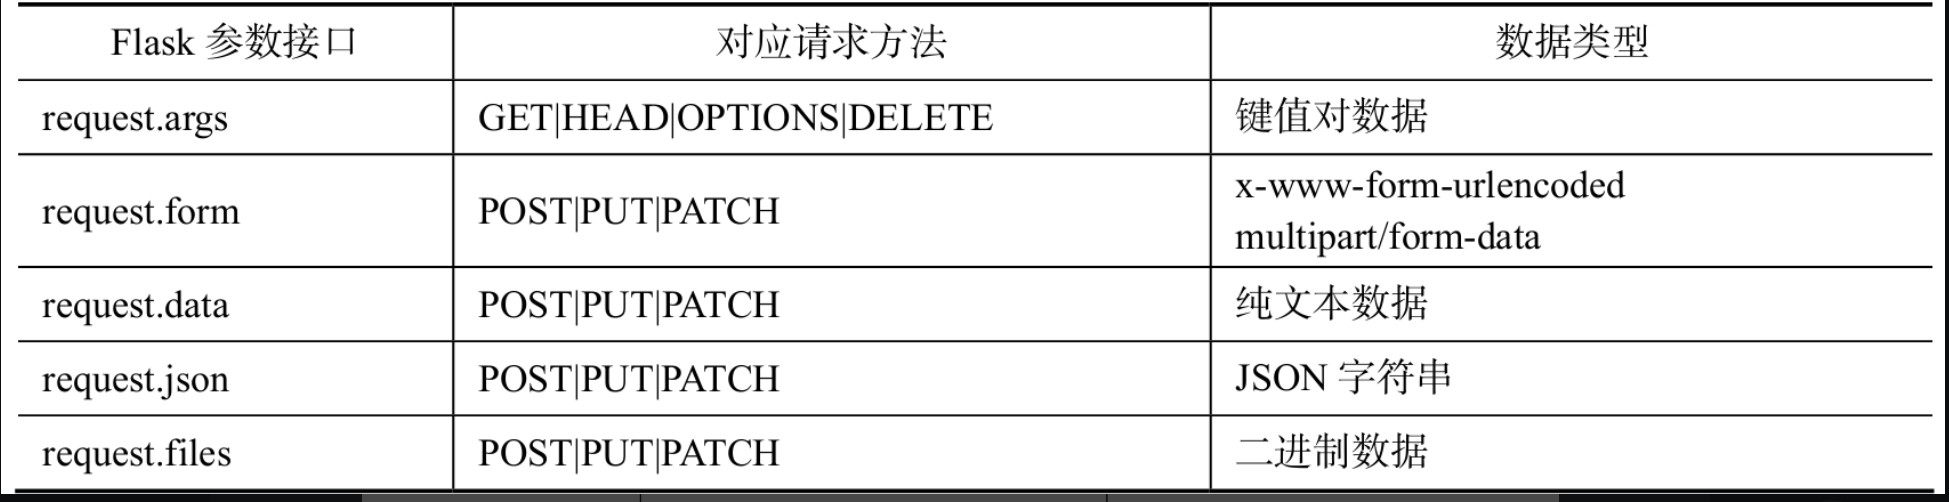 Flask 参数接口 对应请求方法 数据类型
request.args GET|HEAD|OPTIONS|DELETE 键值对数据
request.form POST|PUT|PATCH x-www-form-urlencoded
multipart/form-data
request.data POST|PUT|PATCH 纯文本数据
request.json POST|PUT|PATCH JSON 字符串
request.files POST|PUT|PATCH 二进制数据